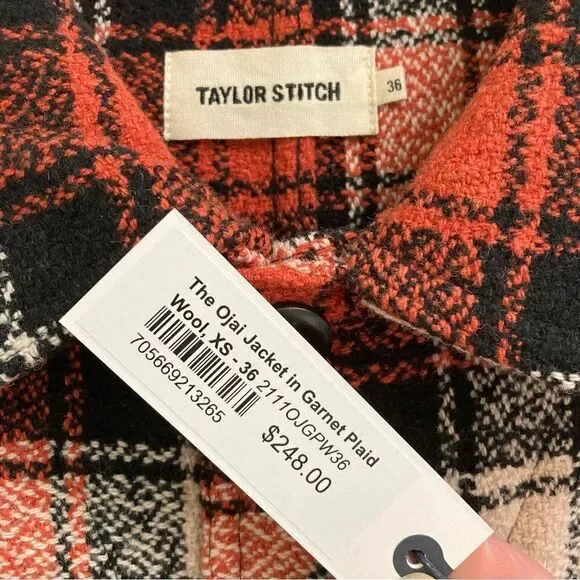 TAYLOR STITCH
36
The Ojai Jacket in Garnet Plaid
Wool, XS - 36
2111OJGPW36
705669213265
$248.00